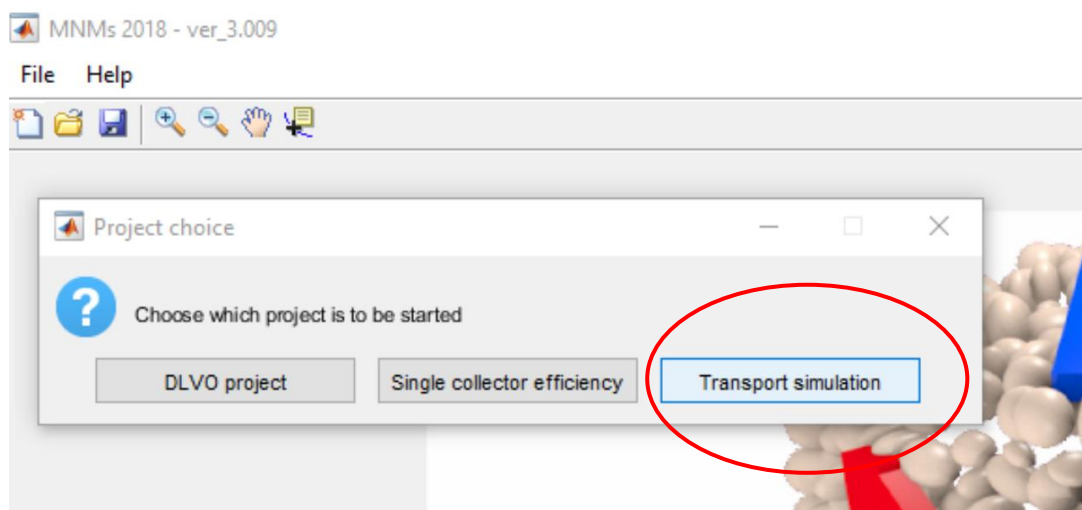 MNMs 2018 - ver_3.009
File Help
Project choice
Choose which project is to be started
DLVO project Single collector efficiency Transport simulation